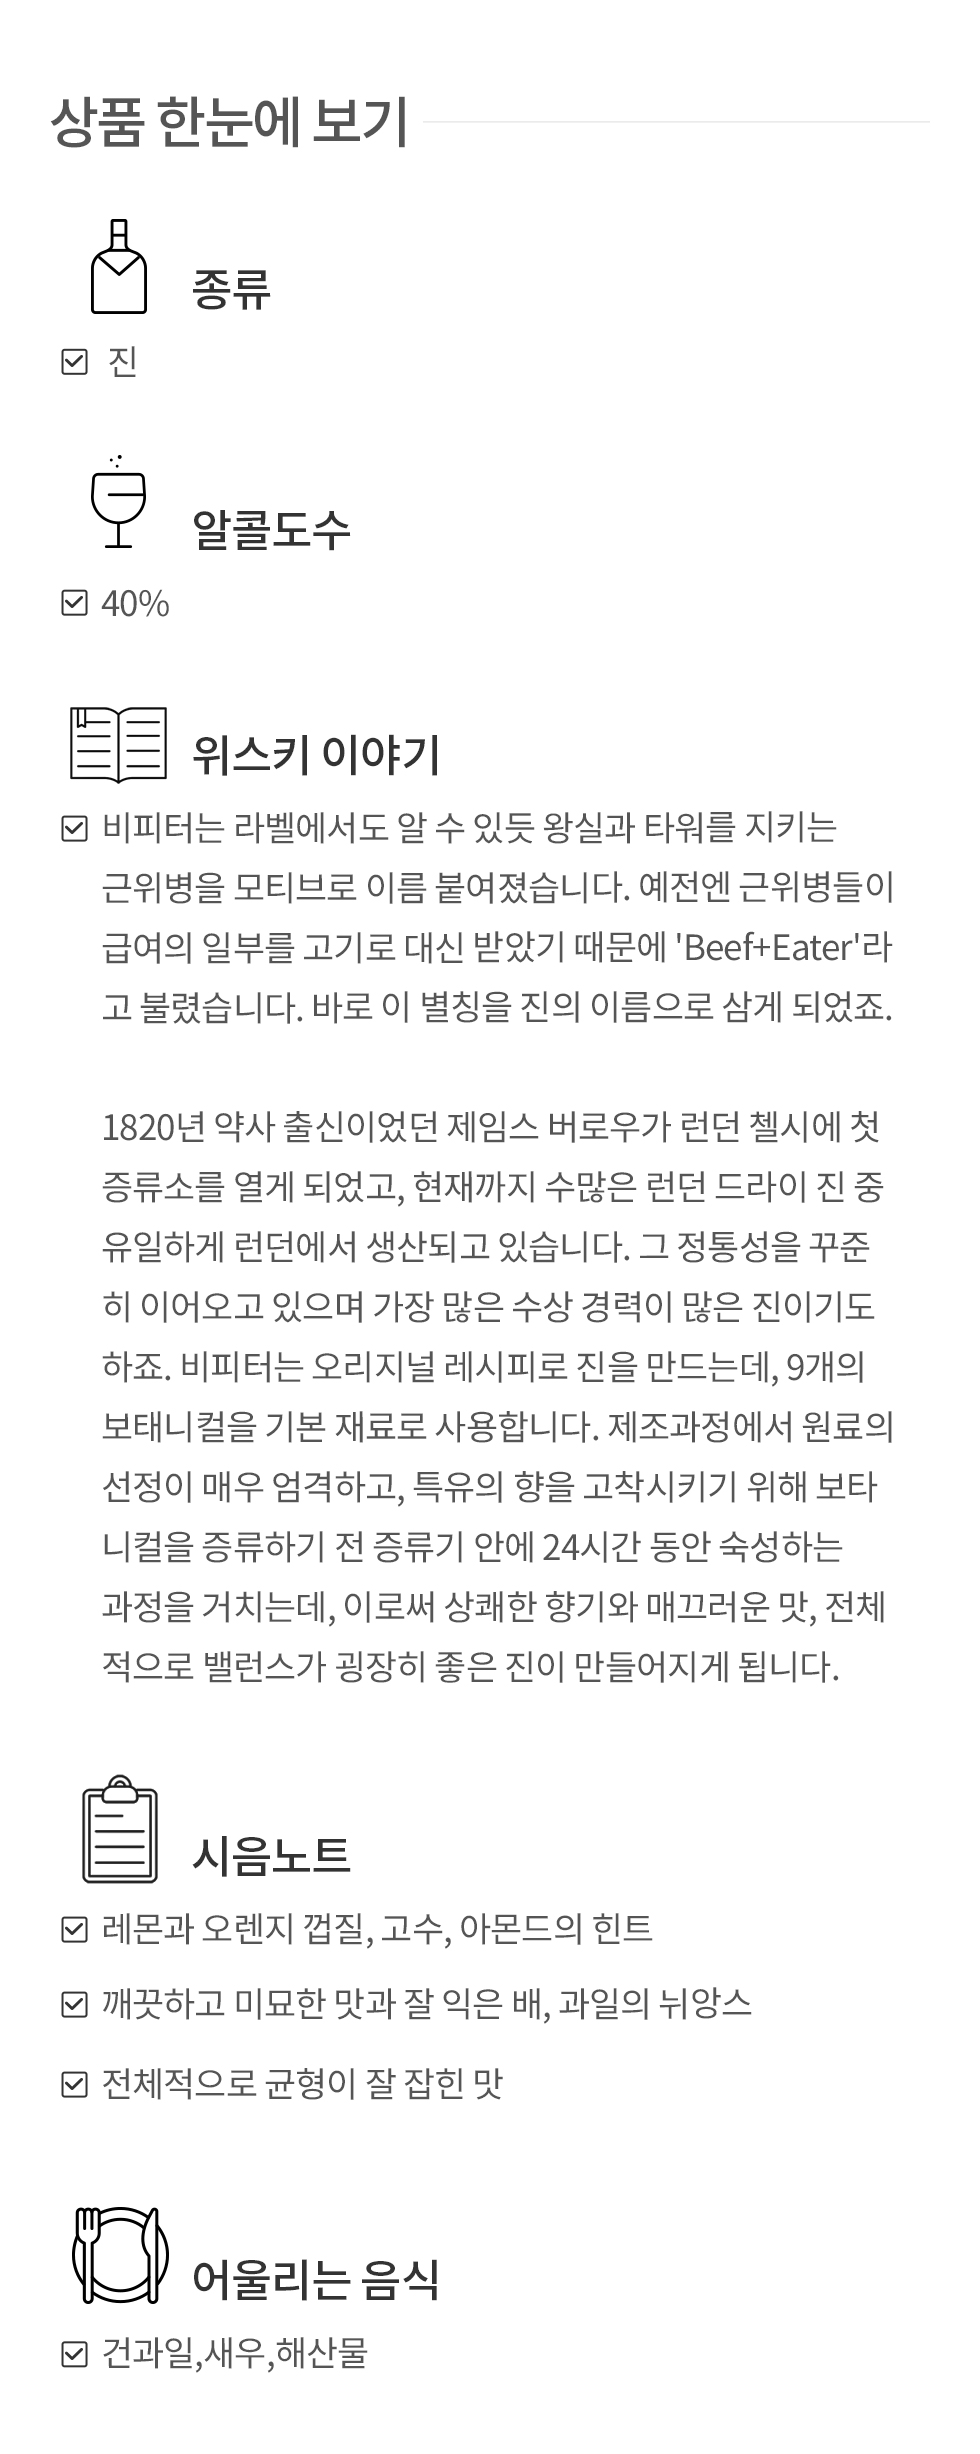 상품 한눈에 보기
종류
진
알콜도수
40%
위스키 이야기
비피터는 라벨에서도 알 수 있듯 왕실과 타워를 지키는
근위병을 모티브로 이름 붙여졌습니다. 예전엔 근위병들이
급여의 일부를 고기로 대신 받았기 때문에 'Beef+Eater'라
고 불렸습니다. 바로 이 별칭을 진의 이름으로 삼게 되었죠.
1820년 약사 출신이었던 제임스 버로우가 런던 첼시에 첫
증류소를 열게 되었고, 현재까지 수많은 런던 드라이 진 중
유일하게 런던에서 생산되고 있습니다. 그 정통성을 꾸준
히 이어오고 있으며 가장 많은 수상 경력이 많은 진이기도
하죠. 비피터는 오리지널 레시피로 진을 만드는데, 9개의
보태니컬을 기본 재료로 사용합니다. 제조과정에서 원료의
선정이 매우 엄격하고, 특유의 향을 고착시키기 위해 보타
니컬을 증류하기 전 증류기 안에 24시간 동안 숙성하는
과정을 거치는데, 이로써 상쾌한 향기와 매끄러운 맛, 전체
적으로 밸런스가 굉장히 좋은 진이 만들어지게 됩니다.
시음노트
레몬과 오렌지 껍질, 고수, 아몬드의 힌트
깨끗하고 미묘한 맛과 잘 익은 배, 과일의 뉘앙스
전체적으로 균형이 잘 잡힌 맛
어울리는 음식
건과일,새우,해산물